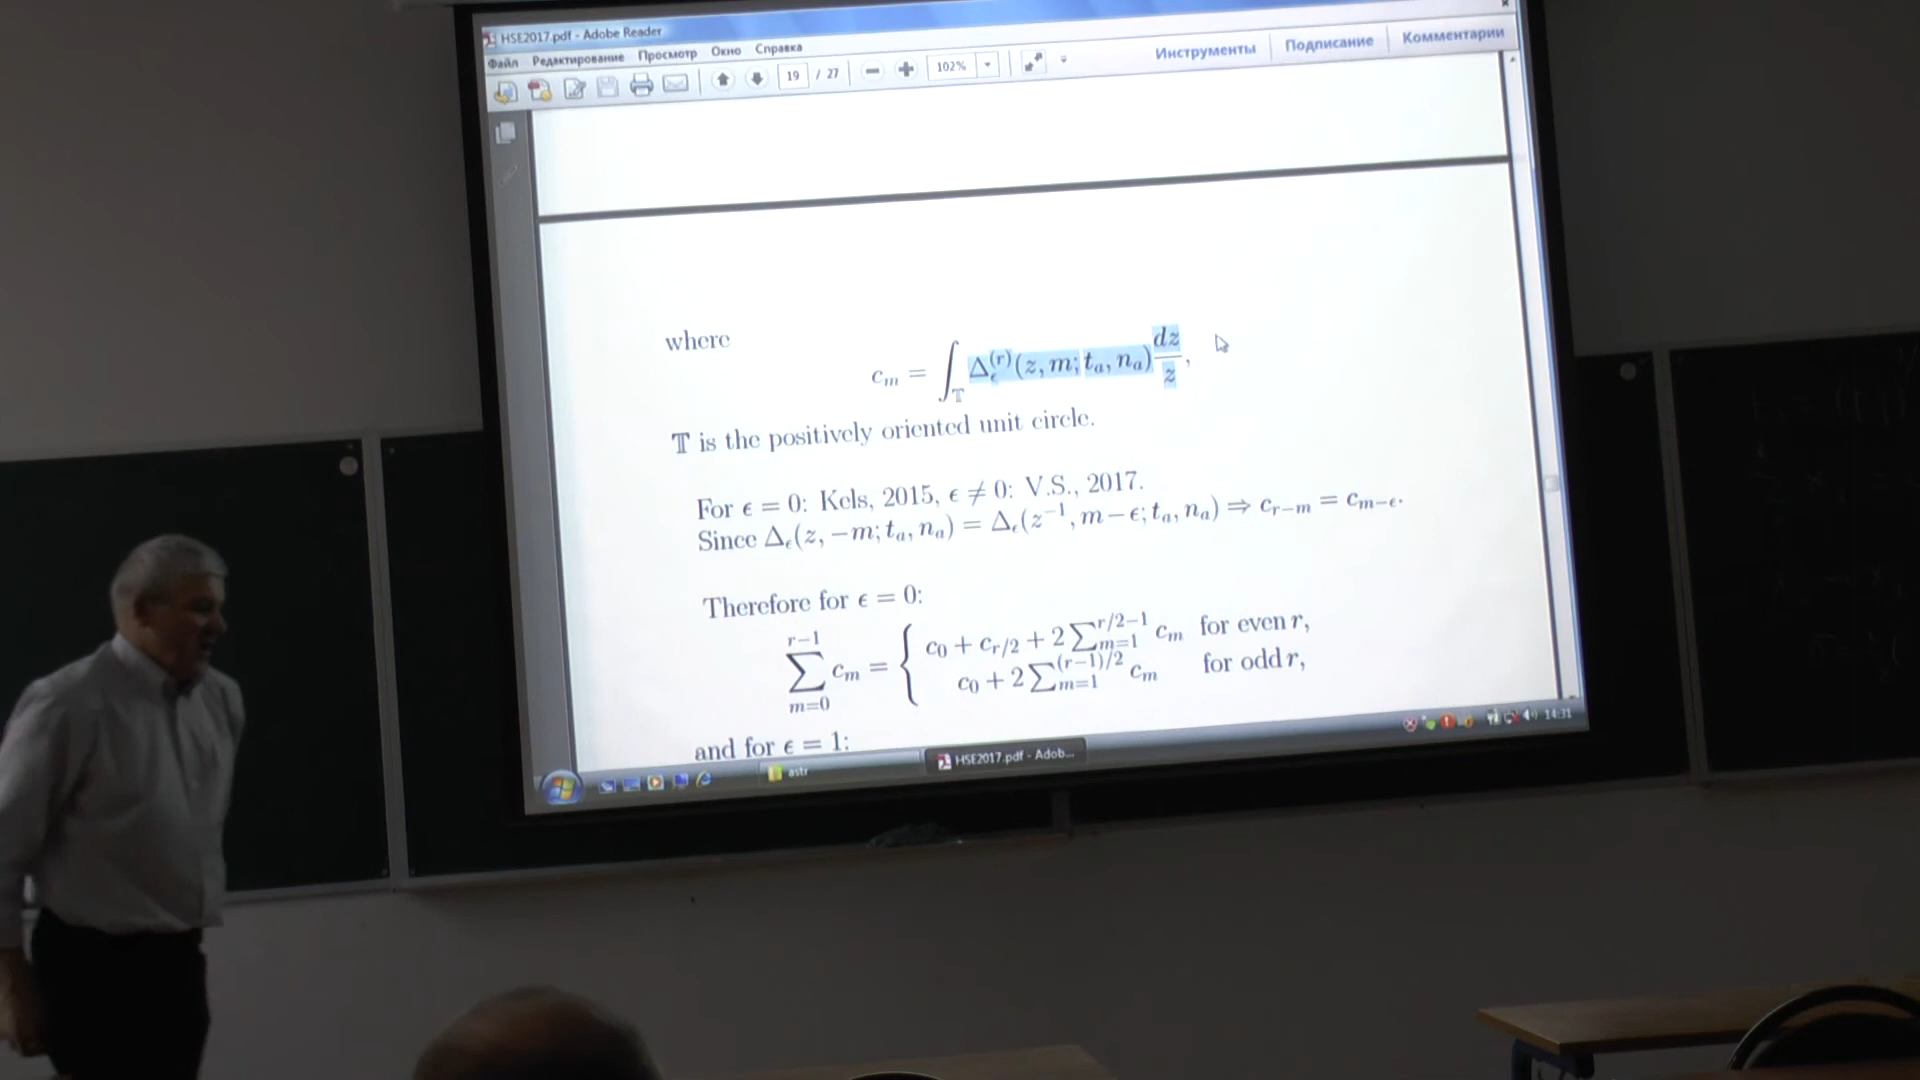 HSE2017.pdf - Adobe Reader
Файл Редактирование Просмотр Окно Справка
19 / 27 102% Инструменты Подписание Комментарии
where
c_m = ∫_𝕋 Δ_ϵ^{(r)}(z, m; t_a, n_a) dz/z,
𝕋 is the positively oriented unit circle.
For ϵ = 0: Kels, 2015, ϵ ≠ 0: V.S., 2017.
Since Δ_ϵ(z, −m; t_a, n_a) = Δ_ϵ(z^{−1}, m − ϵ; t_a, n_a) ⇒ c_{r−m} = c_{m−ϵ}.
Therefore for ϵ = 0:
∑_{m=0}^{r−1} c_m = { c_0 + c_{r/2} + 2 ∑_{m=1}^{r/2−1} c_m for even r,
c_0 + 2 ∑_{m=1}^{(r−1)/2} c_m for odd r,
and for ϵ = 1:
astr HSE2017.pdf - Adob... 14:31